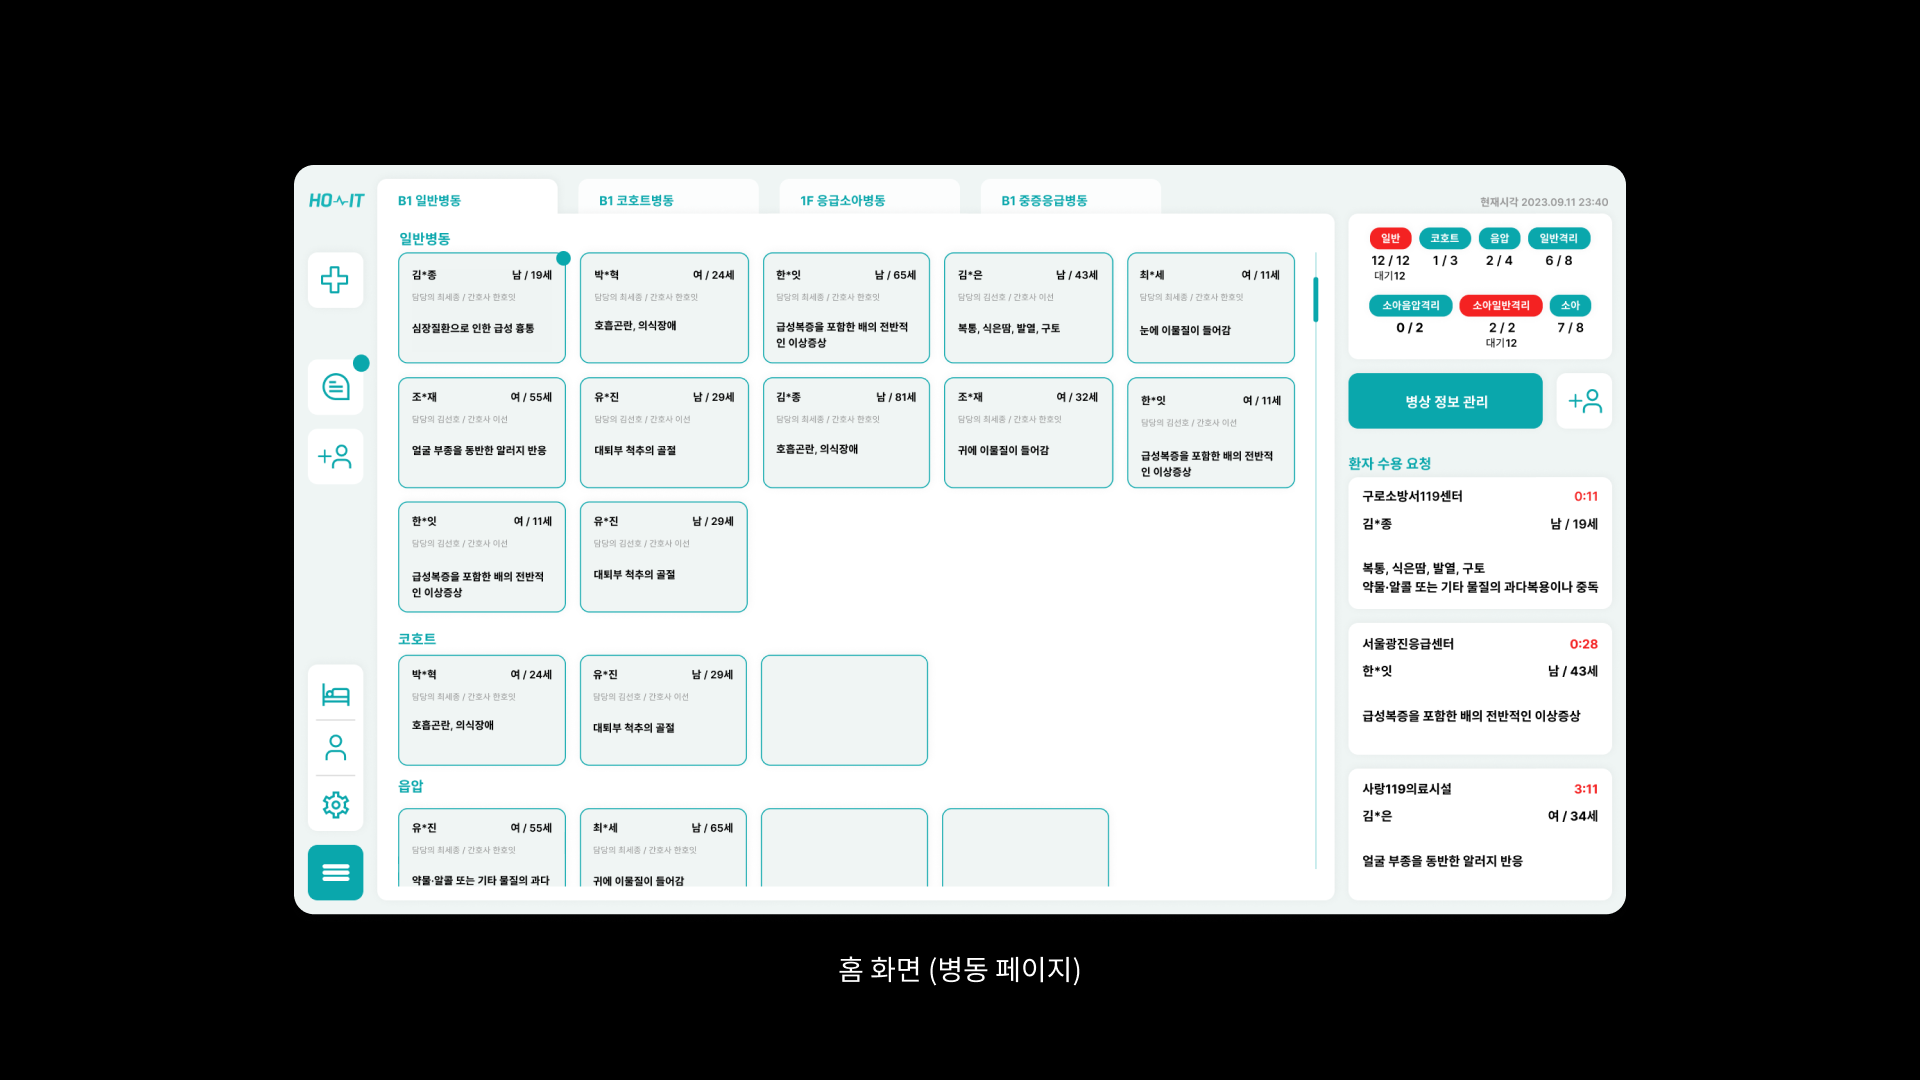 HO IT
B1 일반병동
B1 코호트병동
1F 응급소아병동
B1 중증응급병동
현재시각 2023.09.11 23:40
일반병동
김*종 남 / 19세
담당의 최세종 / 간호사 한호잇
심장질환으로 인한 급성 흉통
박*혁 여 / 24세
담당의 최세종 / 간호사 한호잇
호흡곤란, 의식장애
한*잇 남 / 65세
담당의 최세종 / 간호사 한호잇
급성복증을 포함한 배의 전반적
인 이상증상
김*은 남 / 43세
담당의 김선호 / 간호사 이선
복통, 식은땀, 발열, 구토
최*세 여 / 11세
담당의 최세종 / 간호사 한호잇
눈에 이물질이 들어감
조*재 여 / 55세
담당의 김선호 / 간호사 이선
얼굴 부종을 동반한 알러지 반응
유*진 남 / 29세
담당의 김선호 / 간호사 이선
대퇴부 척추의 골절
김*종 남 / 81세
담당의 최세종 / 간호사 한호잇
호흡곤란, 의식장애
조*재 여 / 32세
담당의 최세종 / 간호사 한호잇
귀에 이물질이 들어감
한*잇 여 / 11세
담당의 김선호 / 간호사 이선
급성복증을 포함한 배의 전반적
인 이상증상
한*잇 여 / 11세
담당의 김선호 / 간호사 이선
급성복증을 포함한 배의 전반적
인 이상증상
유*진 남 / 29세
담당의 김선호 / 간호사 이선
대퇴부 척추의 골절
코호트
박*혁 여 / 24세
담당의 최세종 / 간호사 한호잇
호흡곤란, 의식장애
유*진 남 / 29세
담당의 김선호 / 간호사 이선
대퇴부 척추의 골절
음압
유*진 여 / 55세
담당의 최세종 / 간호사 한호잇
약물·알콜 또는 기타 물질의 과다
최*세 남 / 65세
담당의 최세종 / 간호사 한호잇
귀에 이물질이 들어감
일반 코호트 음압 일반격리
12 / 12 1 / 3 2 / 4 6 / 8
대기12
소아음압격리 소아일반격리 소아
0 / 2 2 / 2 7 / 8
대기12
병상 정보 관리
환자 수용 요청
구로소방서119센터 0:11
김*종 남 / 19세
복통, 식은땀, 발열, 구토
약물·알콜 또는 기타 물질의 과다복용이나 중독
서울광진응급센터 0:28
한*잇 남 / 43세
급성복증을 포함한 배의 전반적인 이상증상
사랑119의료시설 3:11
김*은 여 / 34세
얼굴 부종을 동반한 알러지 반응
홈 화면 (병동 페이지)